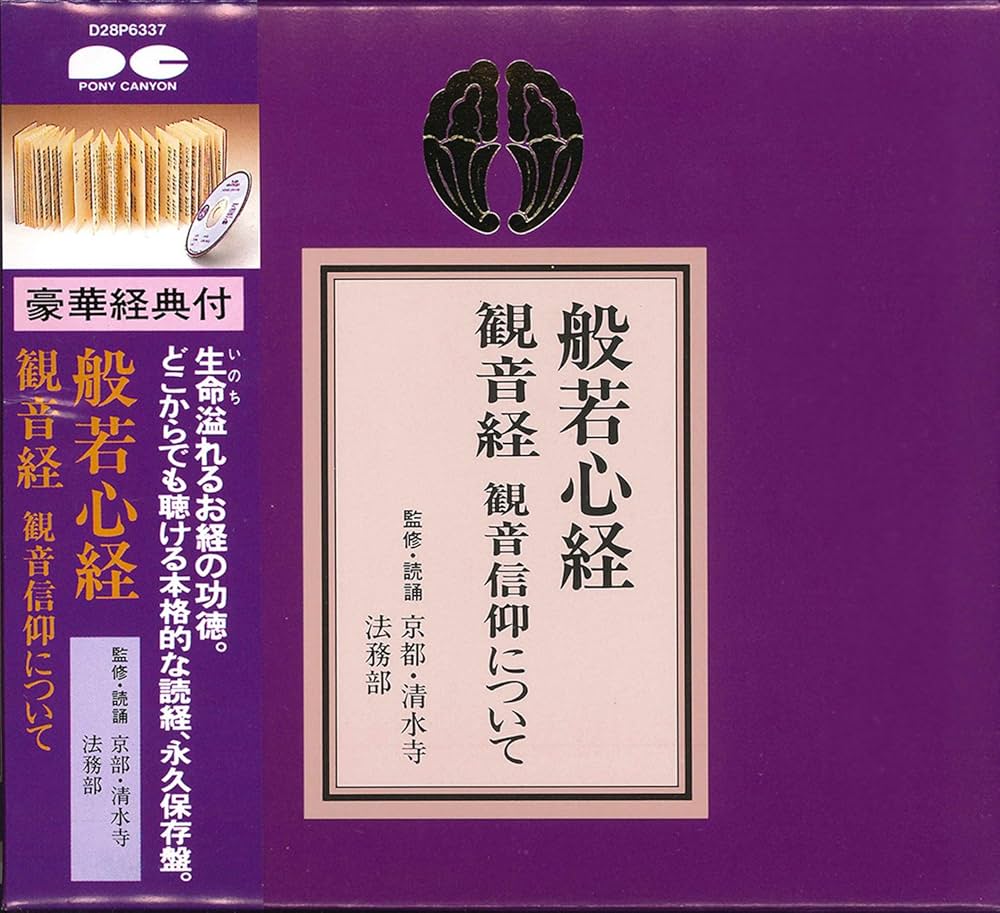 D28P6337
PONY CANYON
豪華経典付
生命溢れるお経の功徳。
いのち
どこからでも聴ける本格的な読経、永久保存盤。
般若心経
観音経 観音信仰について
監修・読誦 京部・清水寺
法務部
般若心経
観音経 観音信仰について
監修・読誦 京都・清水寺
法務部